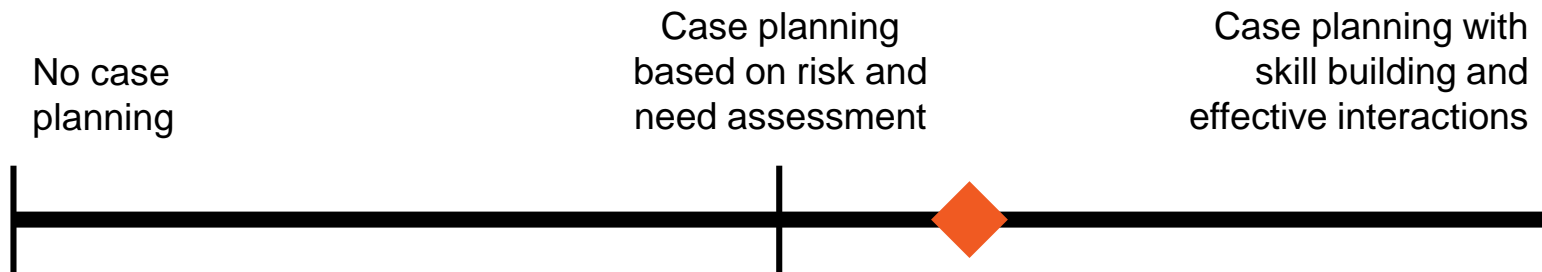 No case
planning
Case planning
based on risk and
need assessment
Case planning with
skill building and
effective interactions